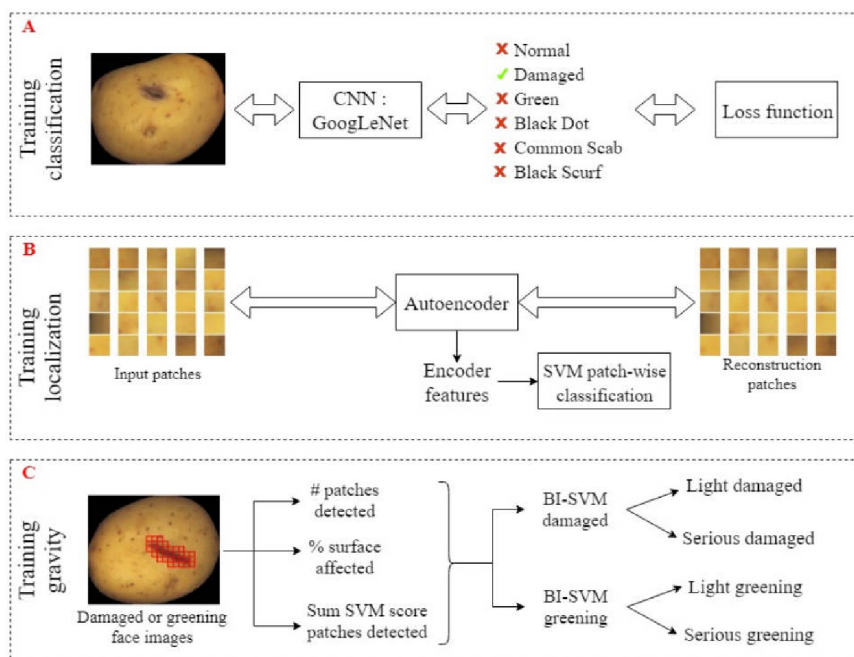 A
Training
classification
CNN :
GoogLeNet
Normal
Damaged
Green
Black Dot
Common Scab
Black Scurf
Loss function
B
Training
localization
Input patches
Autoencoder
Encoder
features
SVM patch-wise
classification
Reconstruction
patches
C
Training
gravity
Damaged or greening
face images
# patches
detected
% surface
affected
Sum SVM score
patches detected
BI-SVM
damaged
BI-SVM
greening
Light damaged
Serious damaged
Light greening
Serious greening